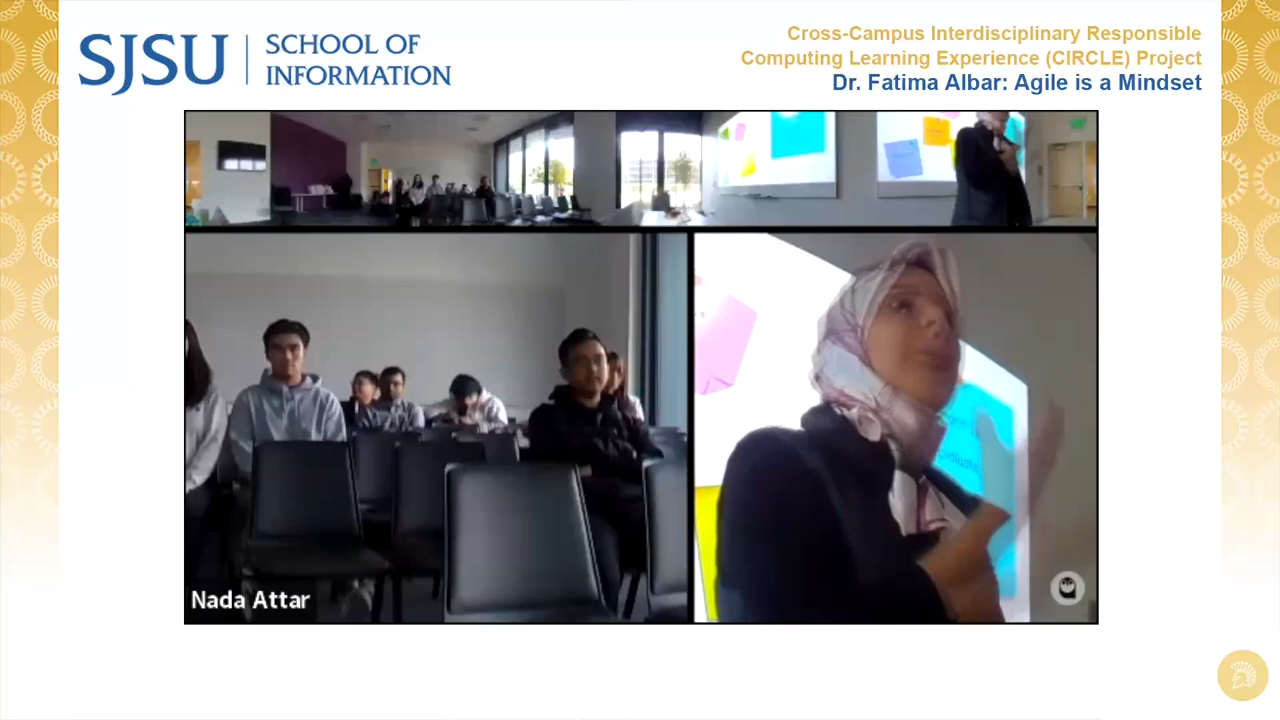 SJSU
SCHOOL OF
INFORMATION
Cross-Campus Interdisciplinary Responsible
Computing Learning Experience (CIRCLE) Project
Dr. Fatima Albar: Agile is a Mindset
Nada Attar